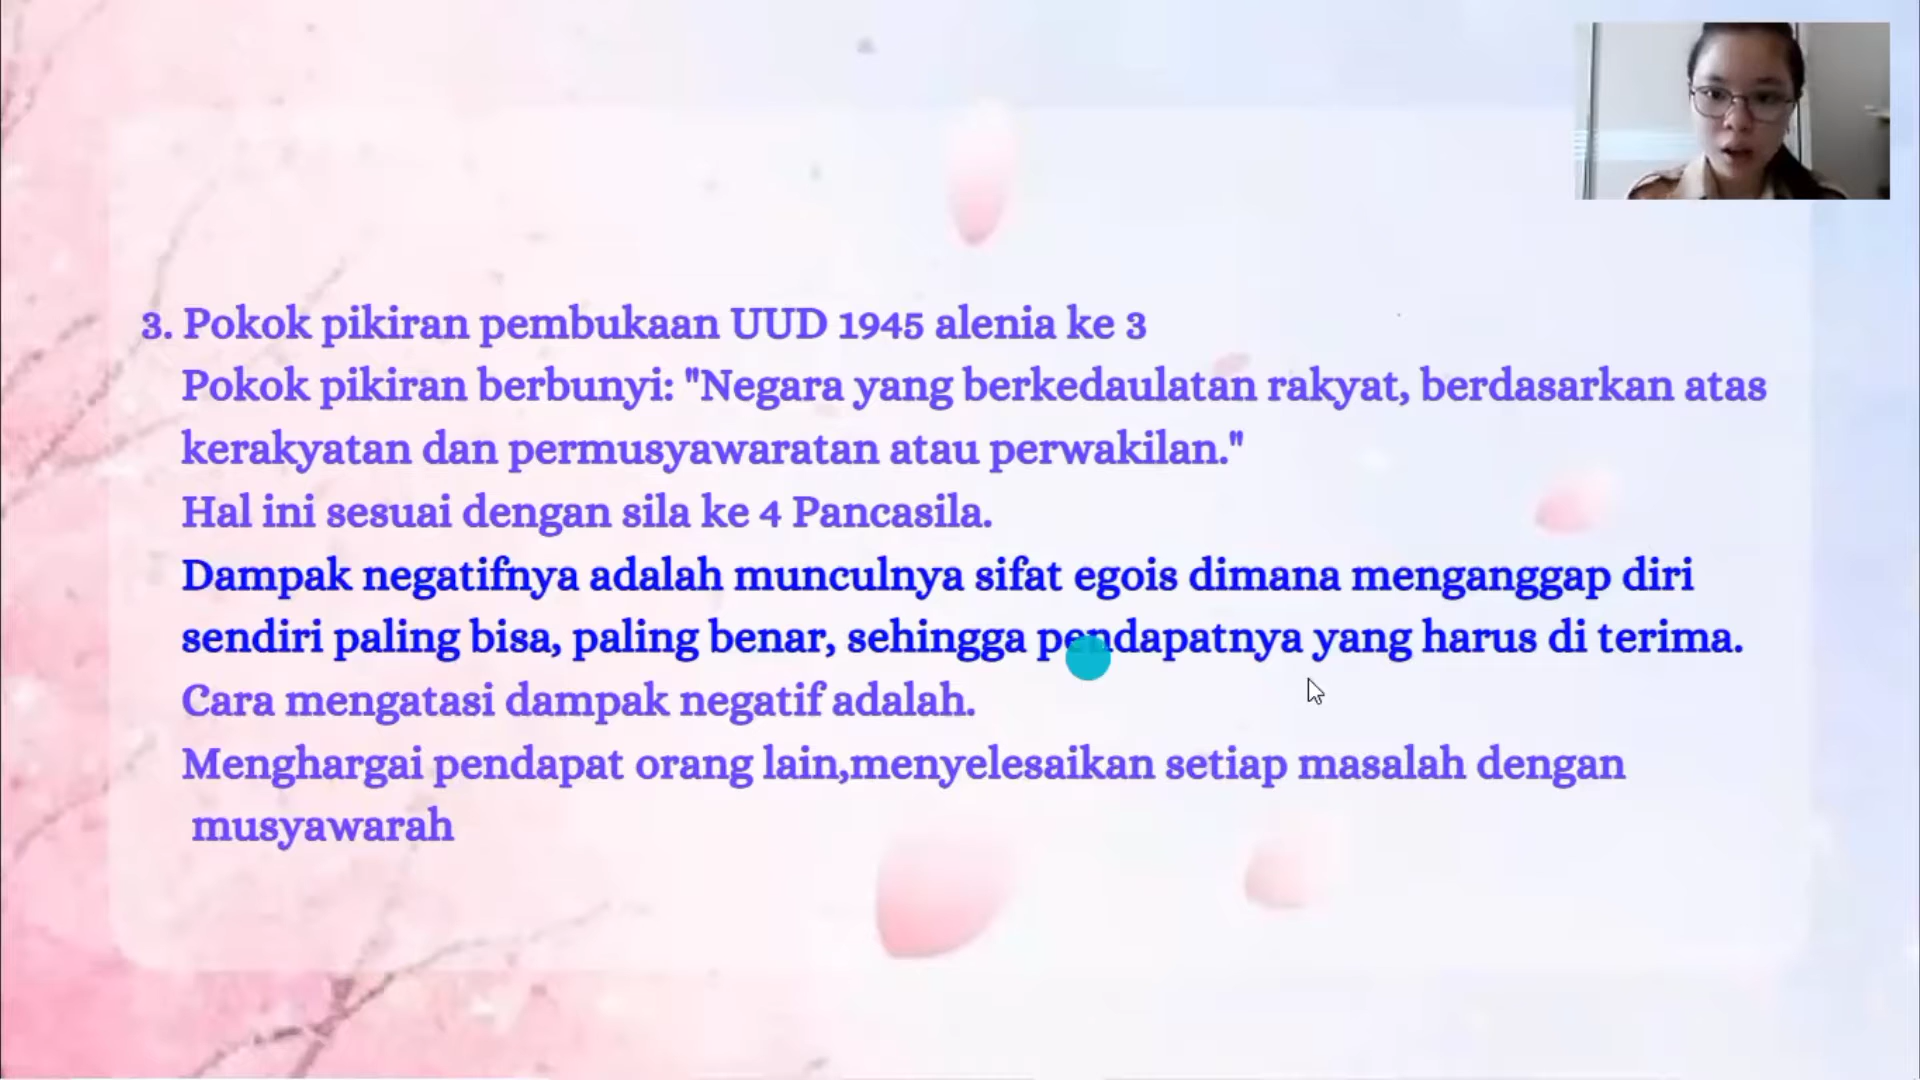 3. Pokok pikiran pembukaan UUD 1945 alenia ke 3
Pokok pikiran berbunyi: "Negara yang berkedaulatan rakyat, berdasarkan atas
kerakyatan dan permusyawaratan atau perwakilan."
Hal ini sesuai dengan sila ke 4 Pancasila.
Dampak negatifnya adalah munculnya sifat egois dimana menganggap diri
sendiri paling bisa, paling benar, sehingga pendapatnya yang harus di terima.
Cara mengatasi dampak negatif adalah.
Menghargai pendapat orang lain,menyelesaikan setiap masalah dengan
musyawarah